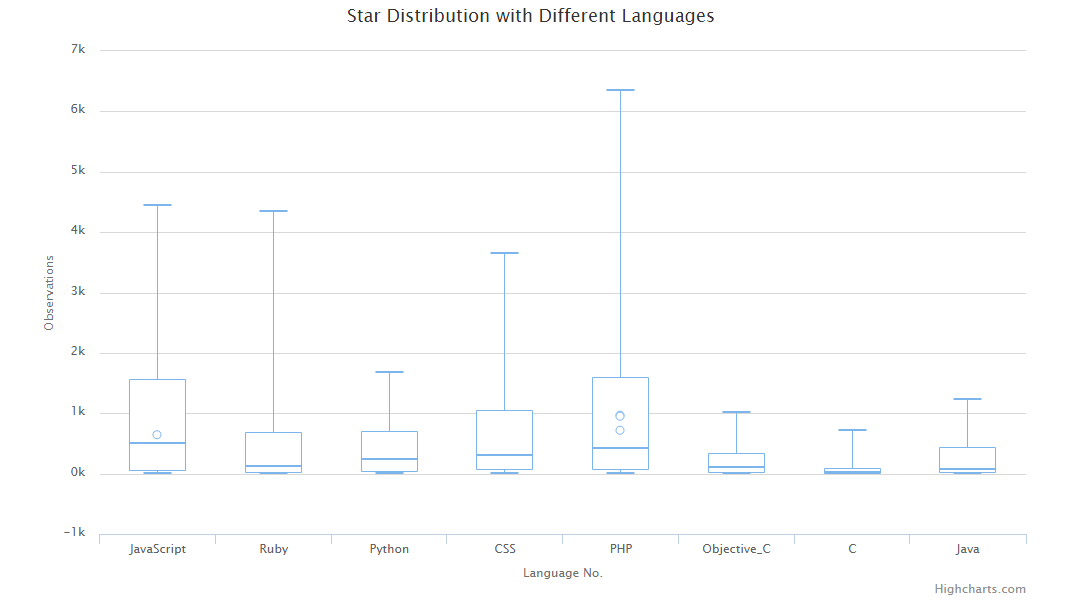 Star Distribution with Different Languages
7k
6k
5k
4k
3k
2k
1k
0k
-1k
Observations
JavaScript Ruby Python CSS PHP Objective_C C Java
Language No.
Highcharts.com